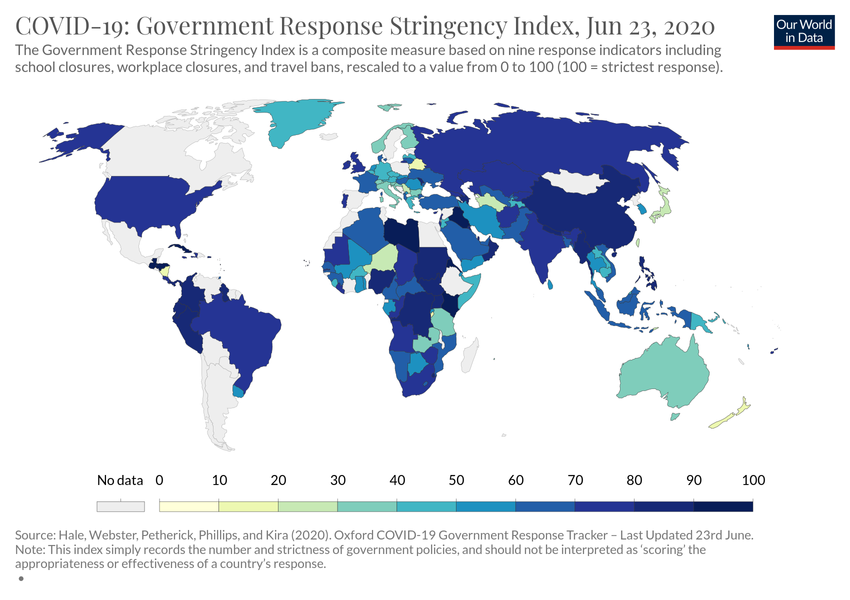 COVID-19: Government Response Stringency Index, Jun 23, 2020
Our World
in Data
The Government Response Stringency Index is a composite measure based on nine response indicators including
school closures, workplace closures, and travel bans, rescaled to a value from 0 to 100 (100 = strictest response).
No data 0 10 20 30 40 50 60 70 80 90 100
Source: Hale, Webster, Petherick, Phillips, and Kira (2020). Oxford COVID-19 Government Response Tracker – Last Updated 23rd June.
Note: This index simply records the number and strictness of government policies, and should not be interpreted as ‘scoring’ the
appropriateness or effectiveness of a country’s response.